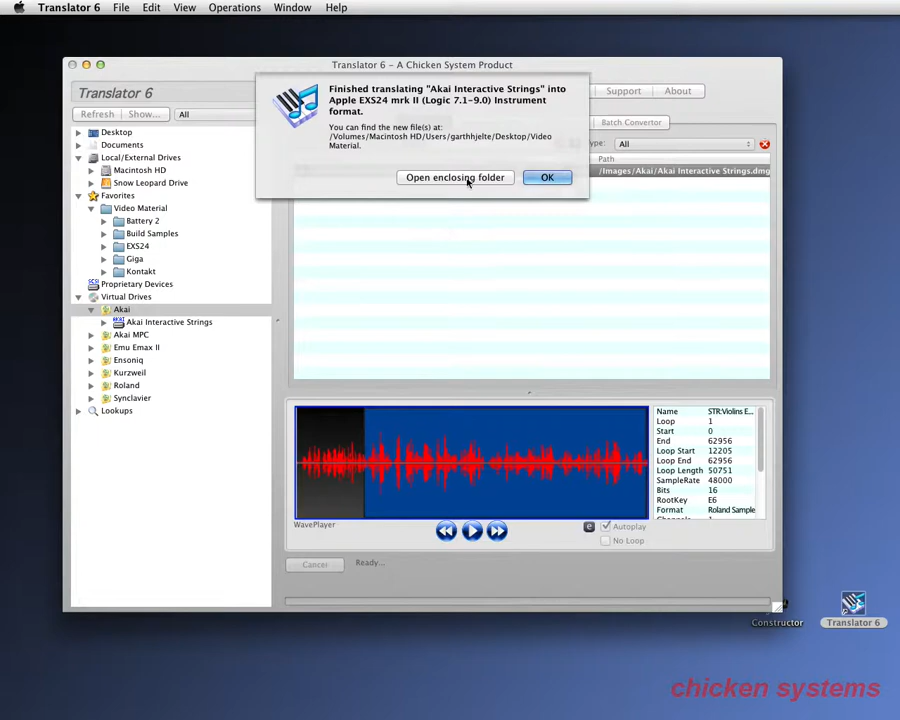 Translator 6 File Edit View Operations Window Help
Translator 6 - A Chicken System Product
Translator 6
Refresh Show... All
Support About
Batch Convertor
Finished translating "Akai Interactive Strings" into
Apple EXS24 mrk II (Logic 7.1-9.0) Instrument
format.
You can find the new file(s) at:
/Volumes/Macintosh HD/Users/garthhjelte/Desktop/Video
Material.
Open enclosing folder OK
ype: All
Path
/Images/Akai/Akai Interactive Strings.dmg
Desktop
Documents
Local/External Drives
Macintosh HD
Snow Leopard Drive
Favorites
Video Material
Battery 2
Build Samples
EXS24
Giga
Kontakt
Proprietary Devices
Virtual Drives
Akai
Akai Interactive Strings
Akai MPC
Emu Emax II
Ensoniq
Kurzweil
Roland
Synclavier
Lookups
Name STR:Violins E...
Loop 1
Start 0
End 62956
Loop Start 12205
Loop End 62956
Loop Length 50751
SampleRate 48000
Bits 16
RootKey E6
Format Roland Sample
WavePlayer
e Autoplay
No Loop
Cancel Ready...
Constructor
Translator 6
chicken systems